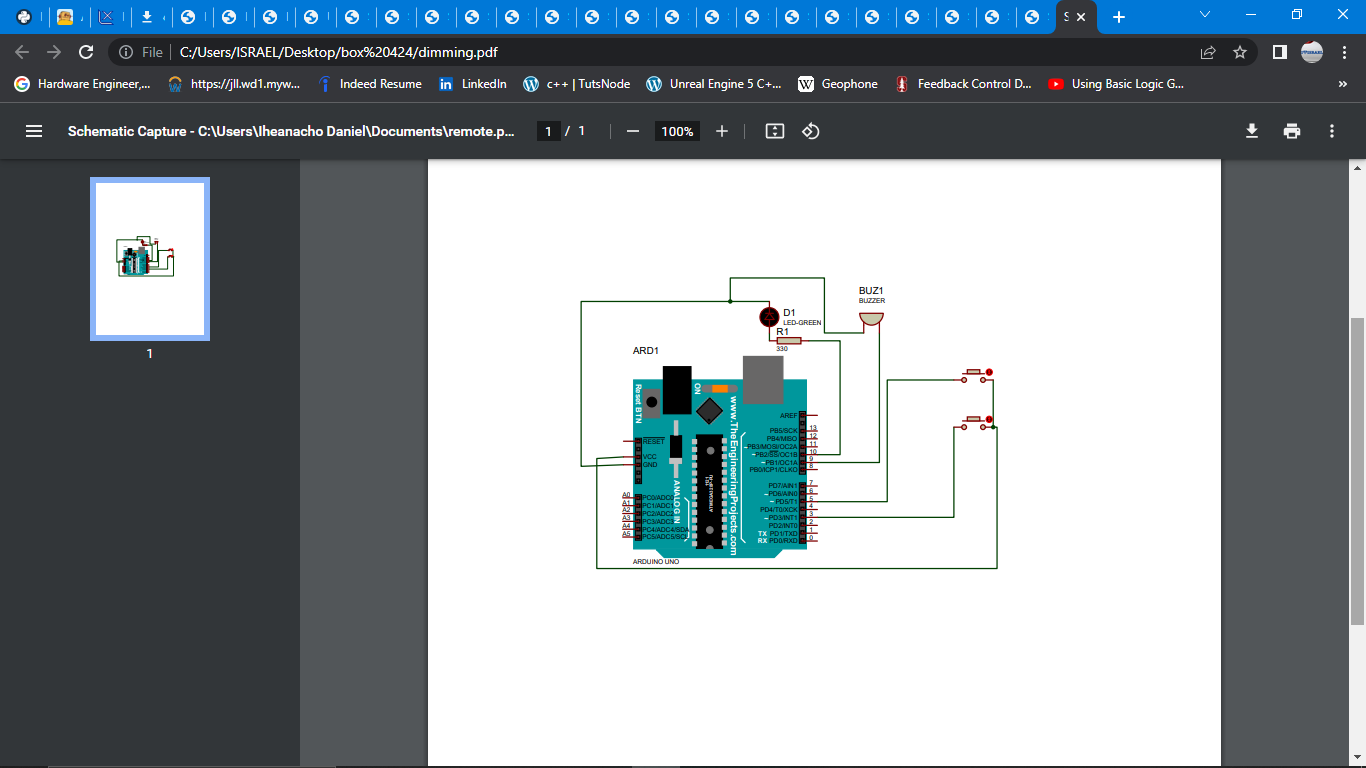 S
File
C:/Users/ISRAEL/Desktop/box%20424/dimming.pdf
Hardware Engineer,...
https://jll.wd1.myw...
Indeed Resume
LinkedIn
c++ | TutsNode
Unreal Engine 5 C+...
Geophone
Feedback Control D...
Using Basic Logic G...
»
Schematic Capture - C:\Users\Iheanacho Daniel\Documents\remote.p...
1 / 1
100%
1
BUZ1
BUZZER
D1
LED-GREEN
R1
330
ARD1
Reset BTN
ON
www.TheEngineeringProjects.com
ANALOG IN
AREF
PB5/SCK 13
PB4/MISO 12
~PB3/MOSI/OC2A 11
~PB2/SS/OC1B 10
~PB1/OC1A 9
PB0/ICP1/CLKO 8
RESET
VCC
GND
PD7/AIN1 7
~PD6/AIN0 6
~PD5/T1 5
PD4/T0/XCK 4
~PD3/INT1 3
PD2/INT0 2
TX PD1/TXD 1
RX PD0/RXD 0
A0 PC0/ADC0
A1 PC1/ADC1
A2 PC2/ADC2
A3 PC3/ADC3
A4 PC4/ADC4/SDA
A5 PC5/ADC5/SCL
ARDUINO UNO